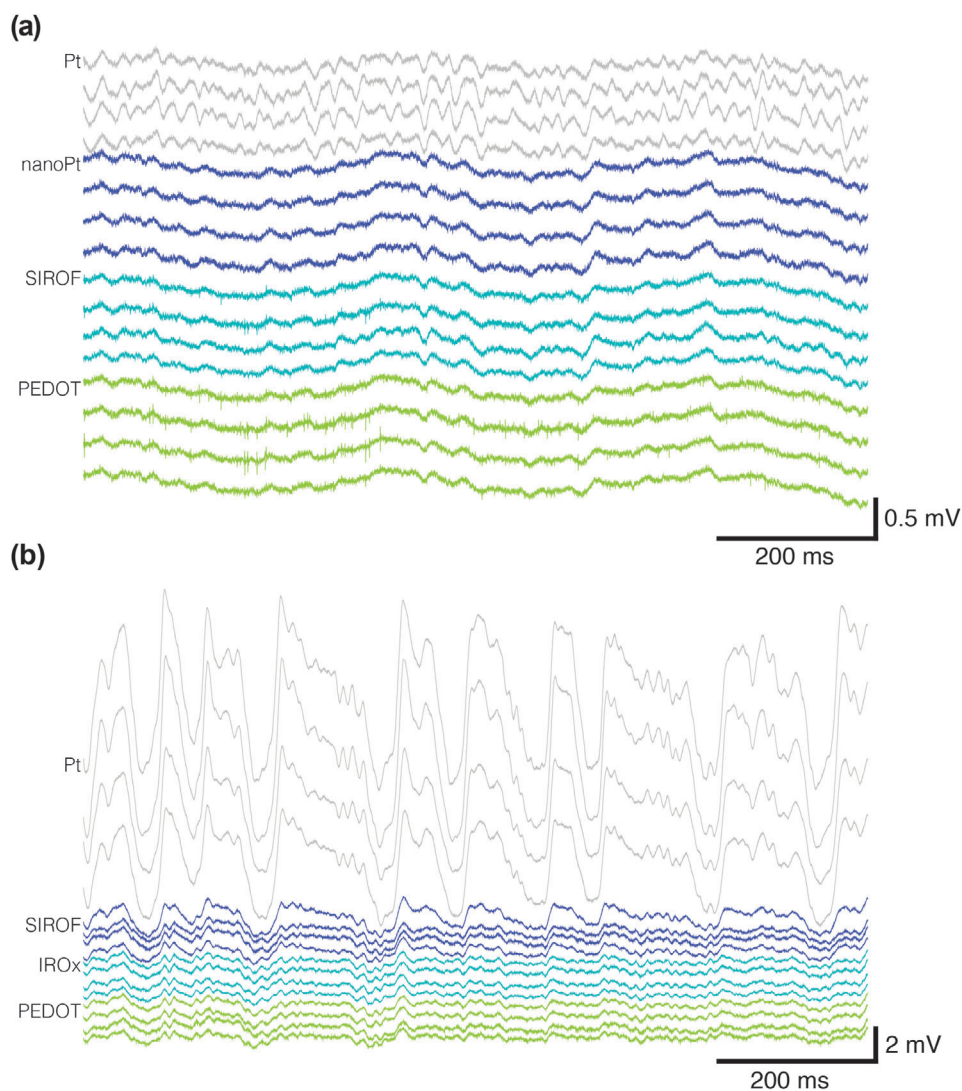 (a)
Pt
nanoPt
SIROF
PEDOT
0.5 mV
200 ms
(b)
Pt
SIROF
IROx
PEDOT
2 mV
200 ms